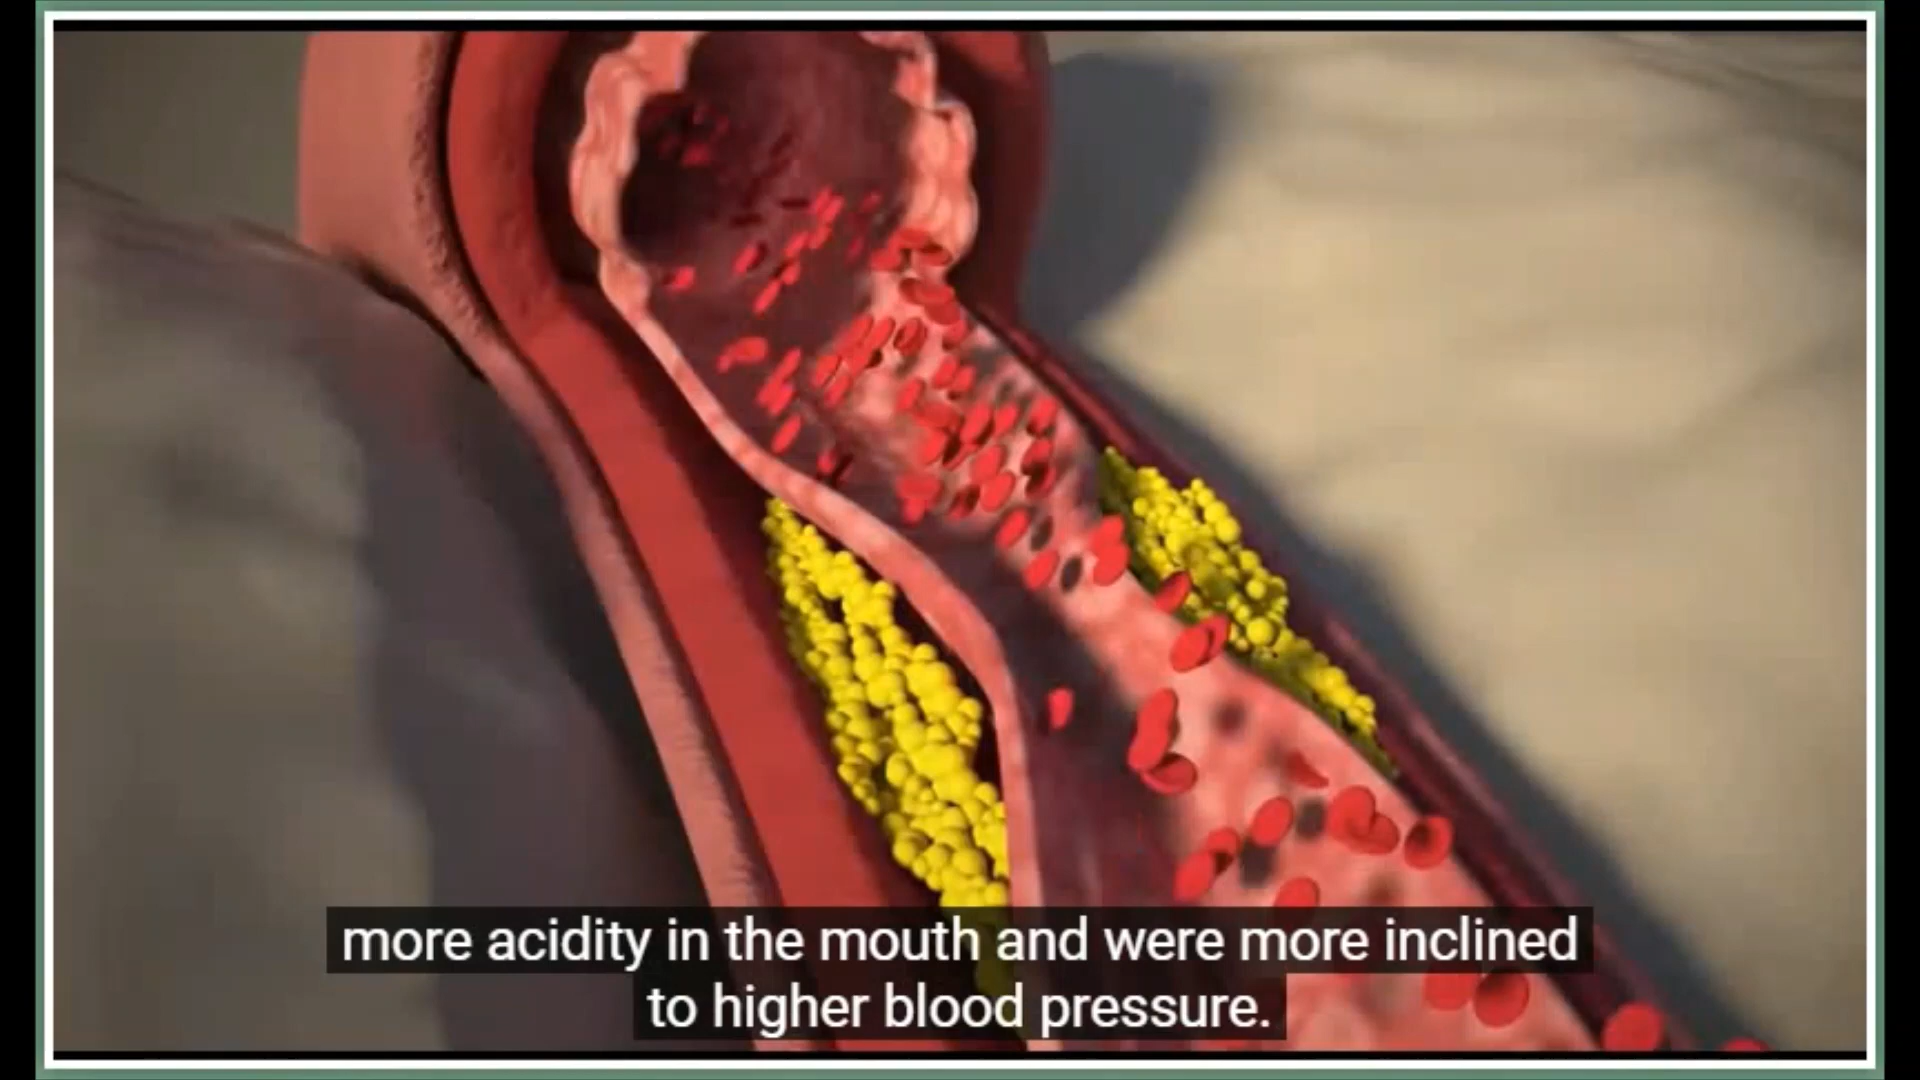 more acidity in the mouth and were more inclined
to higher blood pressure.